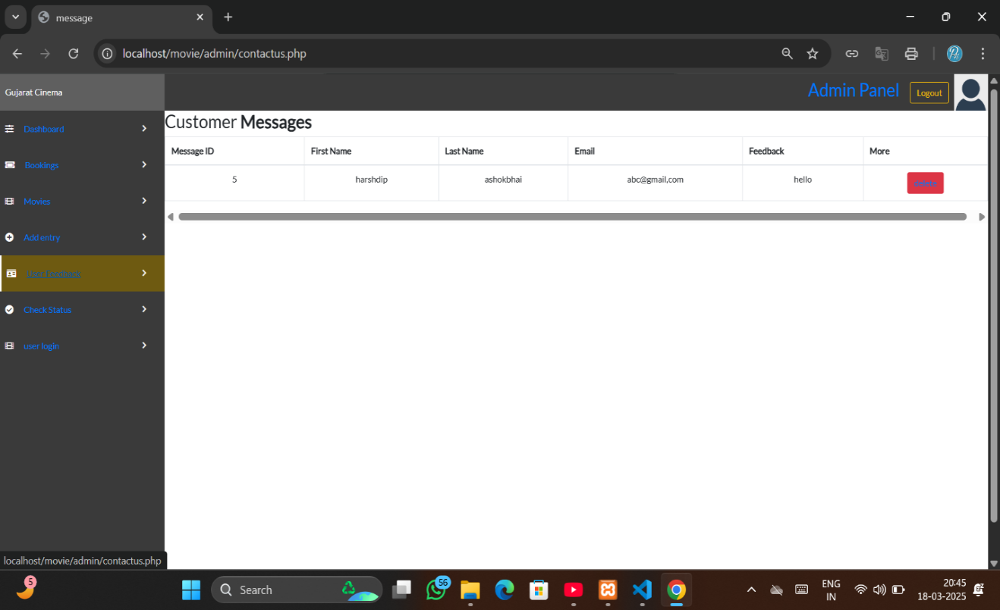 message
localhost/movie/admin/contactus.php
Gujarat Cinema
Admin Panel
Logout
Dashboard
Bookings
Movies
Add entry
User Feedback
Check Status
user login
Customer Messages
Message ID First Name Last Name Email Feedback More
5 harshdip ashokbhai abc@gmail,com hello
localhost/movie/admin/contactus.php
5
Search
56
ENG
IN
20:45
18-03-2025